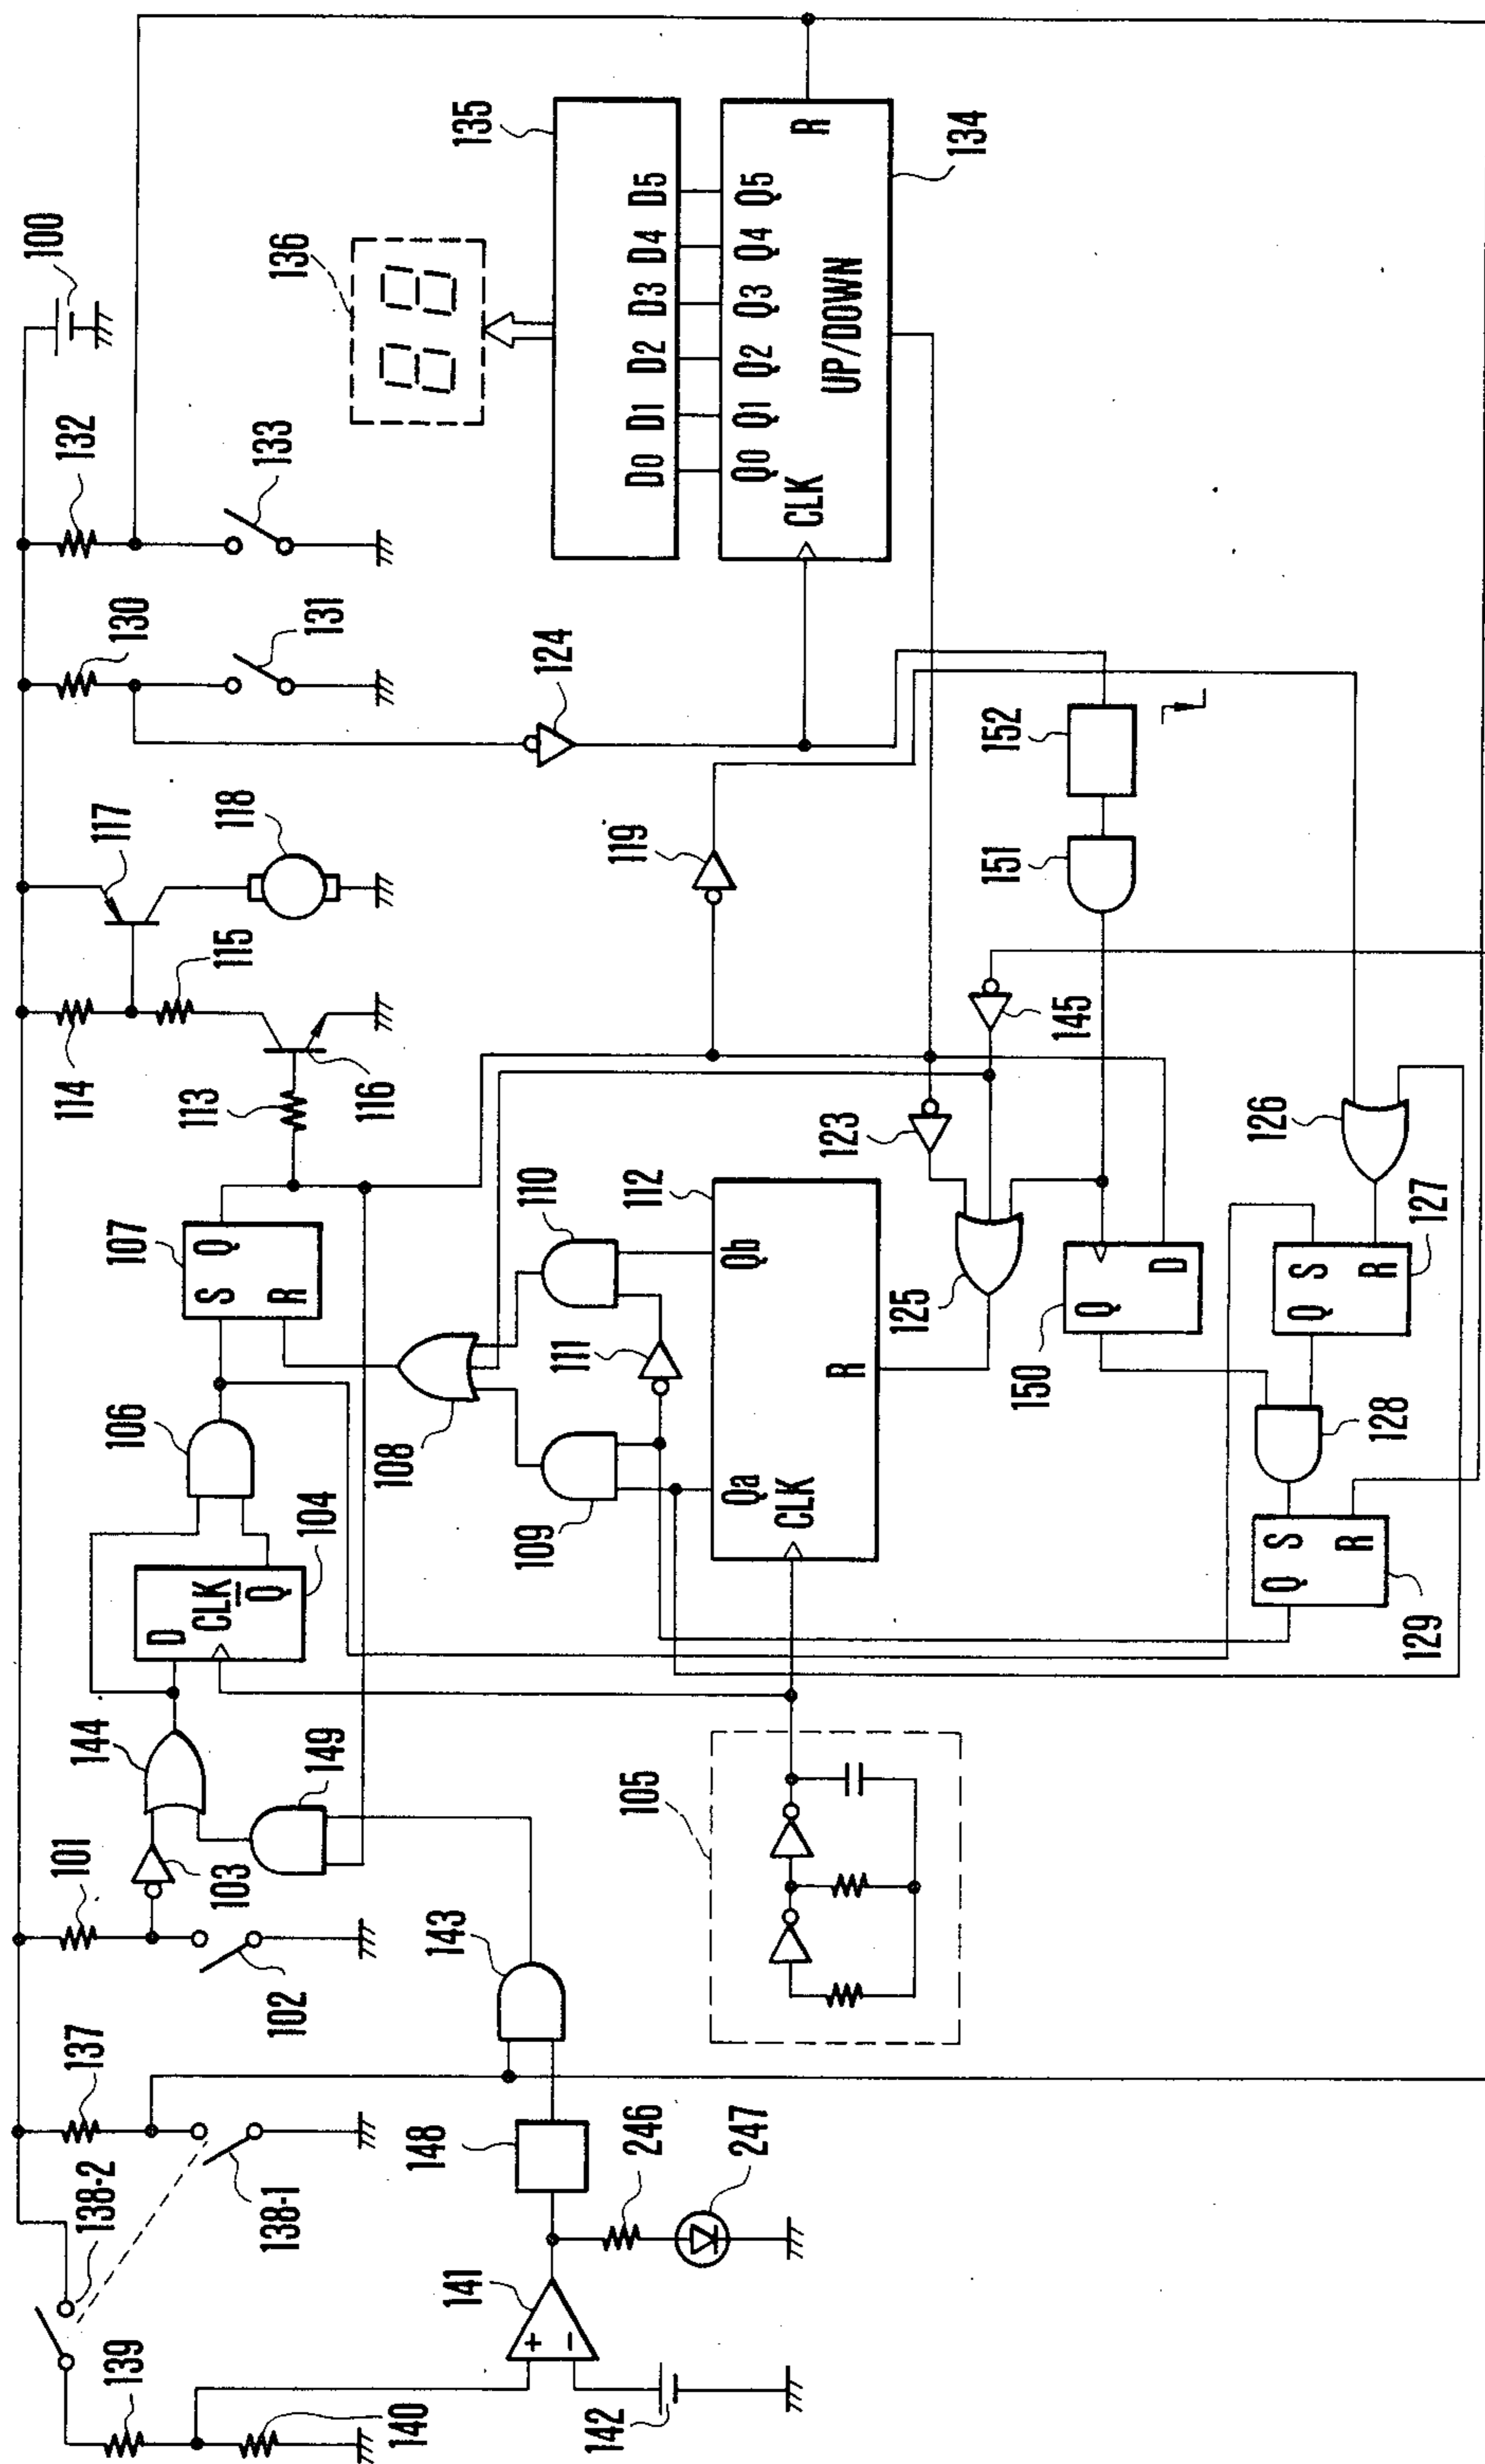 138-2
139
140
137
138-1
101
102
103
144
149
D
CLK
Q
104
106
107
S Q
R
114
113
115
116
117
118
130
131
132
133
100
124
119
136
135
D0 D1 D2 D3 D4 D5
Q0 Q1 Q2 Q3 Q4 Q5
CLK
R
UP/DOWN
134
141
+
−
142
148
246
247
143
105
108
109
110
111
112
Qa
Qb
CLK
R
123
145
125
151
152
150
Q
D
126
127
Q S
R
128
129
Q S
R